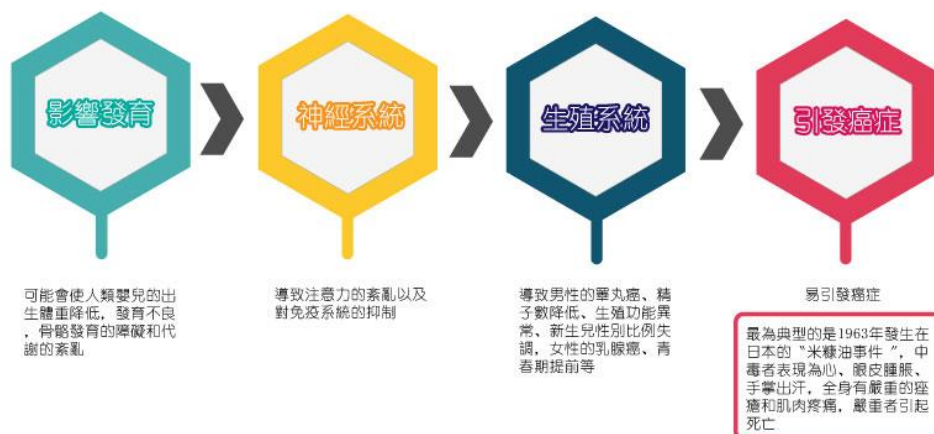 影響發育
神經系統
生殖系統
引發癌症
可能會使人類嬰兒的出
生體重降低，發育不良
，骨骼發育的障礙和代
謝的紊亂
導致注意力的紊亂以及
對免疫系統的抑制
導致男性的睪丸癌、精
子數降低、生殖功能異
常、新生兒性別比例失
調，女性的乳腺癌、青
春期提前等
易引發癌症
最為典型的是1963年發生在
日本的“米糠油事件 ”，中
毒者表現為心、眼皮腫脹、
手掌出汗，全身有嚴重的痤
瘡和肌肉疼痛，嚴重者引起
死亡